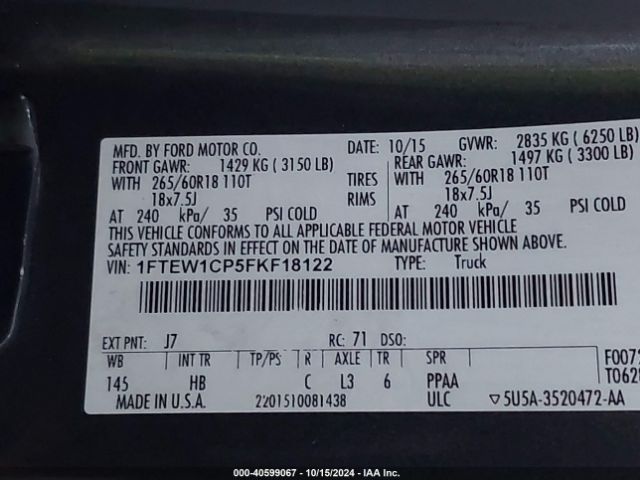 MFD. BY FORD MOTOR CO. DATE: 10/15 GVWR: 2835 KG ( 6250 LB)
FRONT GAWR: 1429 KG ( 3150 LB) REAR GAWR: 1497 KG ( 3300 LB)
WITH 265/60R18 110T TIRES WITH 265/60R18 110T
18x7.5J RIMS 18x7.5J
AT 240 kPa/ 35 PSI COLD AT 240 kPa/ 35 PSI COLD
THIS VEHICLE CONFORMS TO ALL APPLICABLE FEDERAL MOTOR VEHICLE
SAFETY STANDARDS IN EFFECT ON THE DATE OF MANUFACTURE SHOWN ABOVE.
VIN: 1FTEW1CP5FKF18122 TYPE: Truck
EXT PNT: J7 RC: 71 DSO:
WB INT TR TP/PS R AXLE TR SPR F0072
145 HB C L3 6 PPAA T062
MADE IN U.S.A. 2201510081438 ULC ▽5U5A-3520472-AA
00-40599067 - 10/15/2024 - IAA Inc.